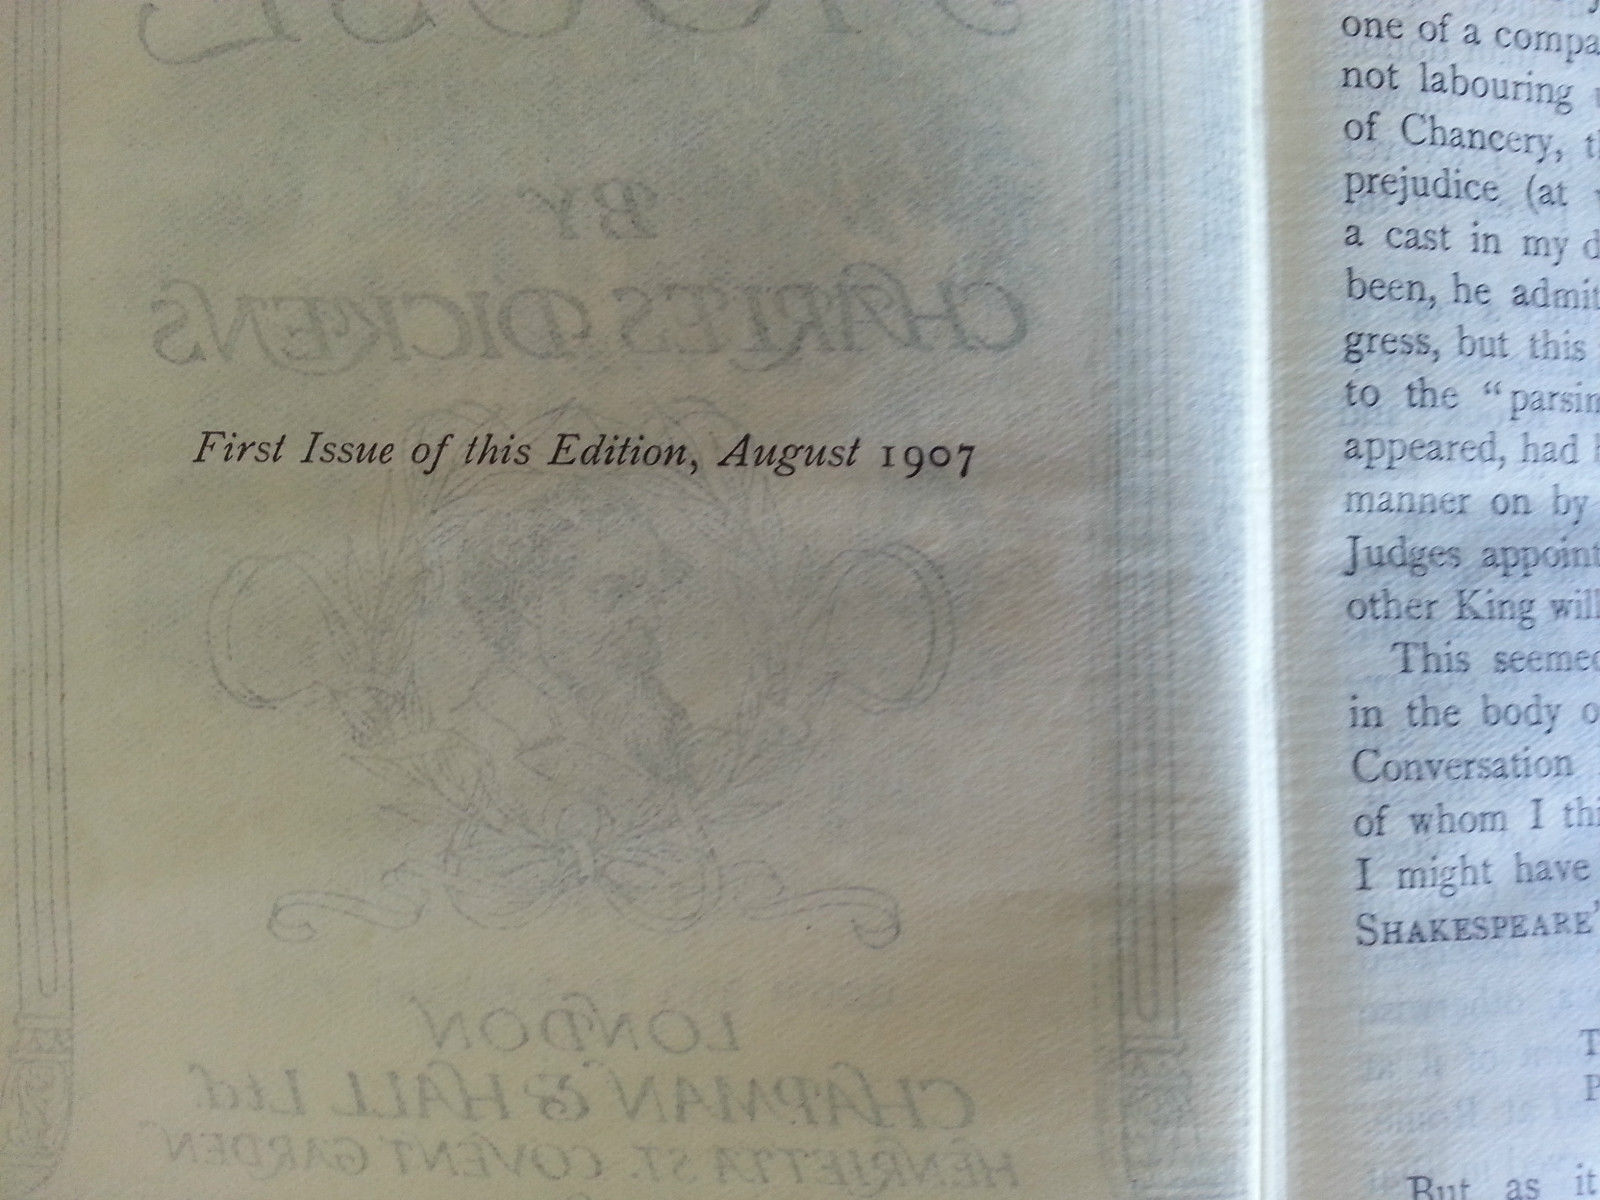 BY
CHARLES DICKENS
First Issue of this Edition, August 1907
LONDON
CHAPMAN & HALL Ltd.
HENRIETTA ST. COVENT GARDEN
one of a compa
not labouring
of Chancery,
prejudice (at
a cast in my
been, he admit
gress, but this
to the “parsin
appeared, had
manner on by
Judges appoint
other King will
This seemed
in the body
Conversation
of whom I thi
I might have
SHAKESPEARE'
But as it